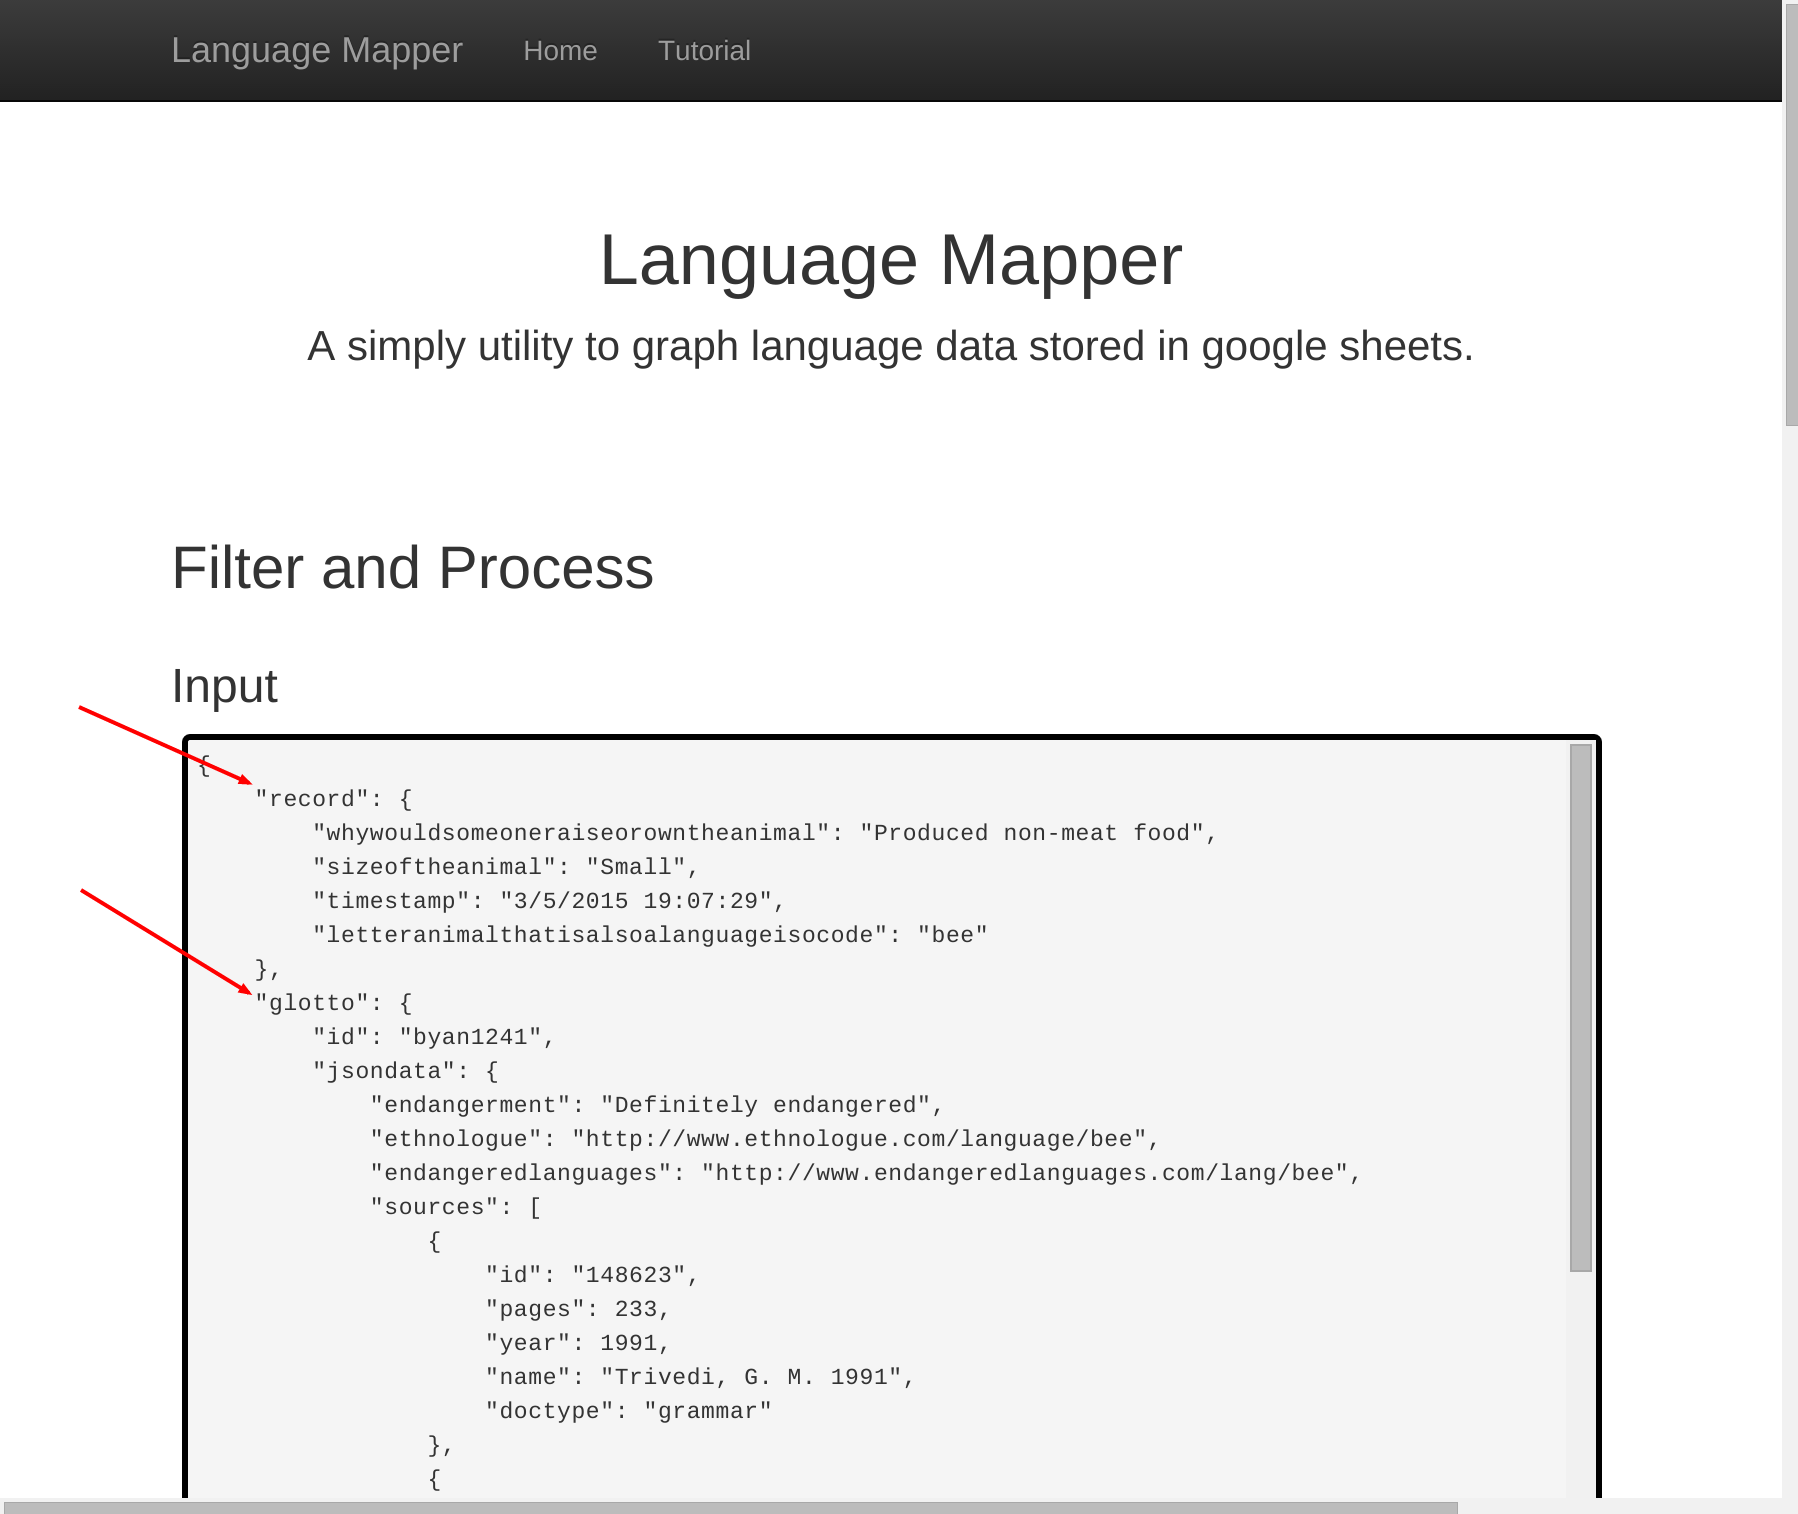 Language Mapper Home Tutorial
Language Mapper
A simply utility to graph language data stored in google sheets.
Filter and Process
Input
{
    "record": {
        "whywouldsomeoneraiseorowntheanimal": "Produced non-meat food",
        "sizeoftheanimal": "Small",
        "timestamp": "3/5/2015 19:07:29",
        "letteranimalthatisalsoalanguageisocode": "bee"
    },
    "glotto": {
        "id": "byan1241",
        "jsondata": {
            "endangerment": "Definitely endangered",
            "ethnologue": "http://www.ethnologue.com/language/bee",
            "endangeredlanguages": "http://www.endangeredlanguages.com/lang/bee",
            "sources": [
                {
                    "id": "148623",
                    "pages": 233,
                    "year": 1991,
                    "name": "Trivedi, G. M. 1991",
                    "doctype": "grammar"
                },
                {